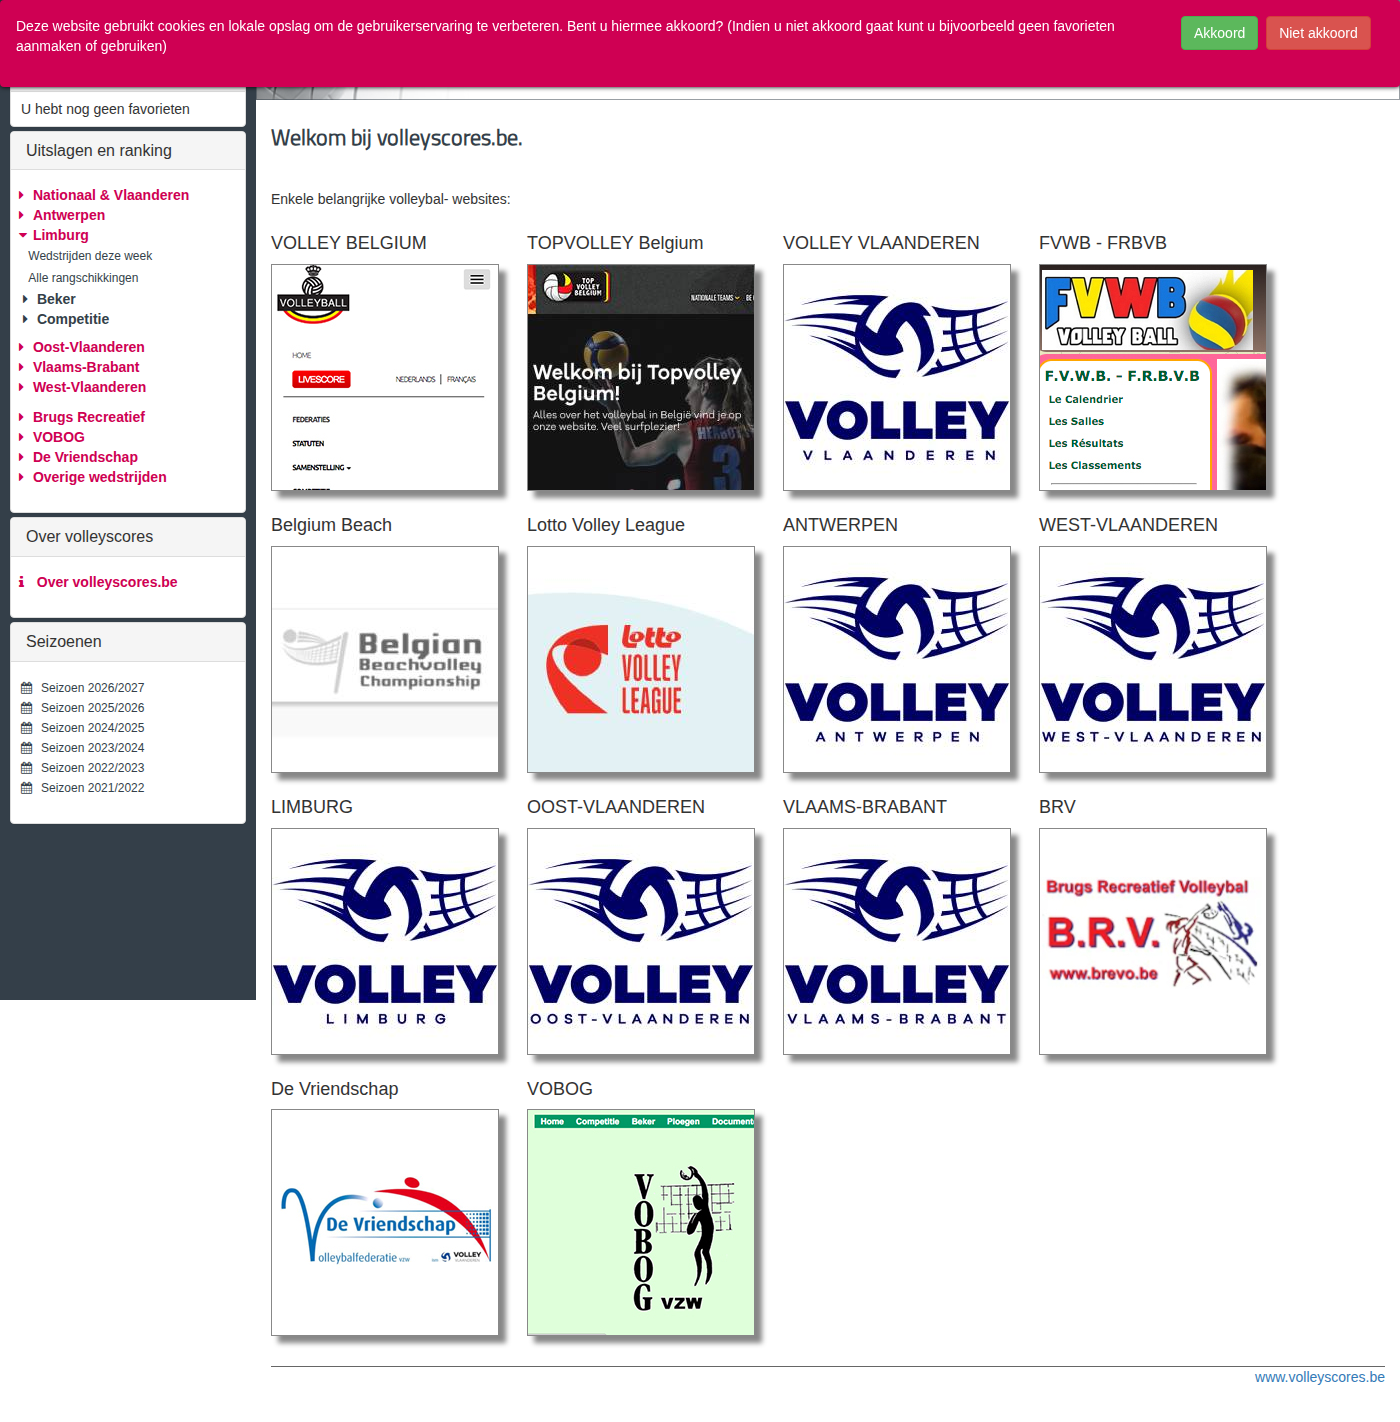 Deze website gebruikt cookies en lokale opslag om de gebruikerservaring te verbeteren. Bent u hiermee akkoord? (Indien u niet akkoord gaat kunt u bijvoorbeeld geen favorieten
aanmaken of gebruiken)
Akkoord
Niet akkoord
U hebt nog geen favorieten
Uitslagen en ranking
Nationaal & Vlaanderen
Antwerpen
Limburg
Wedstrijden deze week
Alle rangschikkingen
Beker
Competitie
Oost-Vlaanderen
Vlaams-Brabant
West-Vlaanderen
Brugs Recreatief
VOBOG
De Vriendschap
Overige wedstrijden
Over volleyscores
Over volleyscores.be
Seizoenen
Seizoen 2026/2027
Seizoen 2025/2026
Seizoen 2024/2025
Seizoen 2023/2024
Seizoen 2022/2023
Seizoen 2021/2022
Welkom bij volleyscores.be.
Enkele belangrijke volleybal- websites:
VOLLEY BELGIUM
VOLLEYBALL
HOME
LIVESCORE
NEDERLANDS | FRANÇAIS
FEDERATIES
STATUTEN
SAMENSTELLING
TOPVOLLEY Belgium
TOP
VOLLEY
BELGIUM
NATIONALE TEAMS
Welkom bij Topvolley
Belgium!
Alles over het volleybal in België vind je op
onze website. Veel surfplezier!
VOLLEY VLAANDEREN
VOLLEY
VLAANDEREN
FVWB - FRBVB
FVWB
VOLLEY BALL
F.V.W.B. - F.R.B.V.B
Le Calendrier
Les Salles
Les Résultats
Les Classements
Belgium Beach
Belgian
Beachvolley
Championship
Lotto Volley League
lotto
VOLLEY
LEAGUE
ANTWERPEN
VOLLEY
ANTWERPEN
WEST-VLAANDEREN
VOLLEY
WEST-VLAANDEREN
LIMBURG
VOLLEY
LIMBURG
OOST-VLAANDEREN
VOLLEY
OOST-VLAANDEREN
VLAAMS-BRABANT
VOLLEY
VLAAMS-BRABANT
BRV
Brugs Recreatief Volleybal
B.R.V.
www.brevo.be
De Vriendschap
De Vriendschap
olleybalfederatie vzw
VOLLEY
VOBOG
Home Competitie Beker Ploegen
VOBOG
VZW
www.volleyscores.be